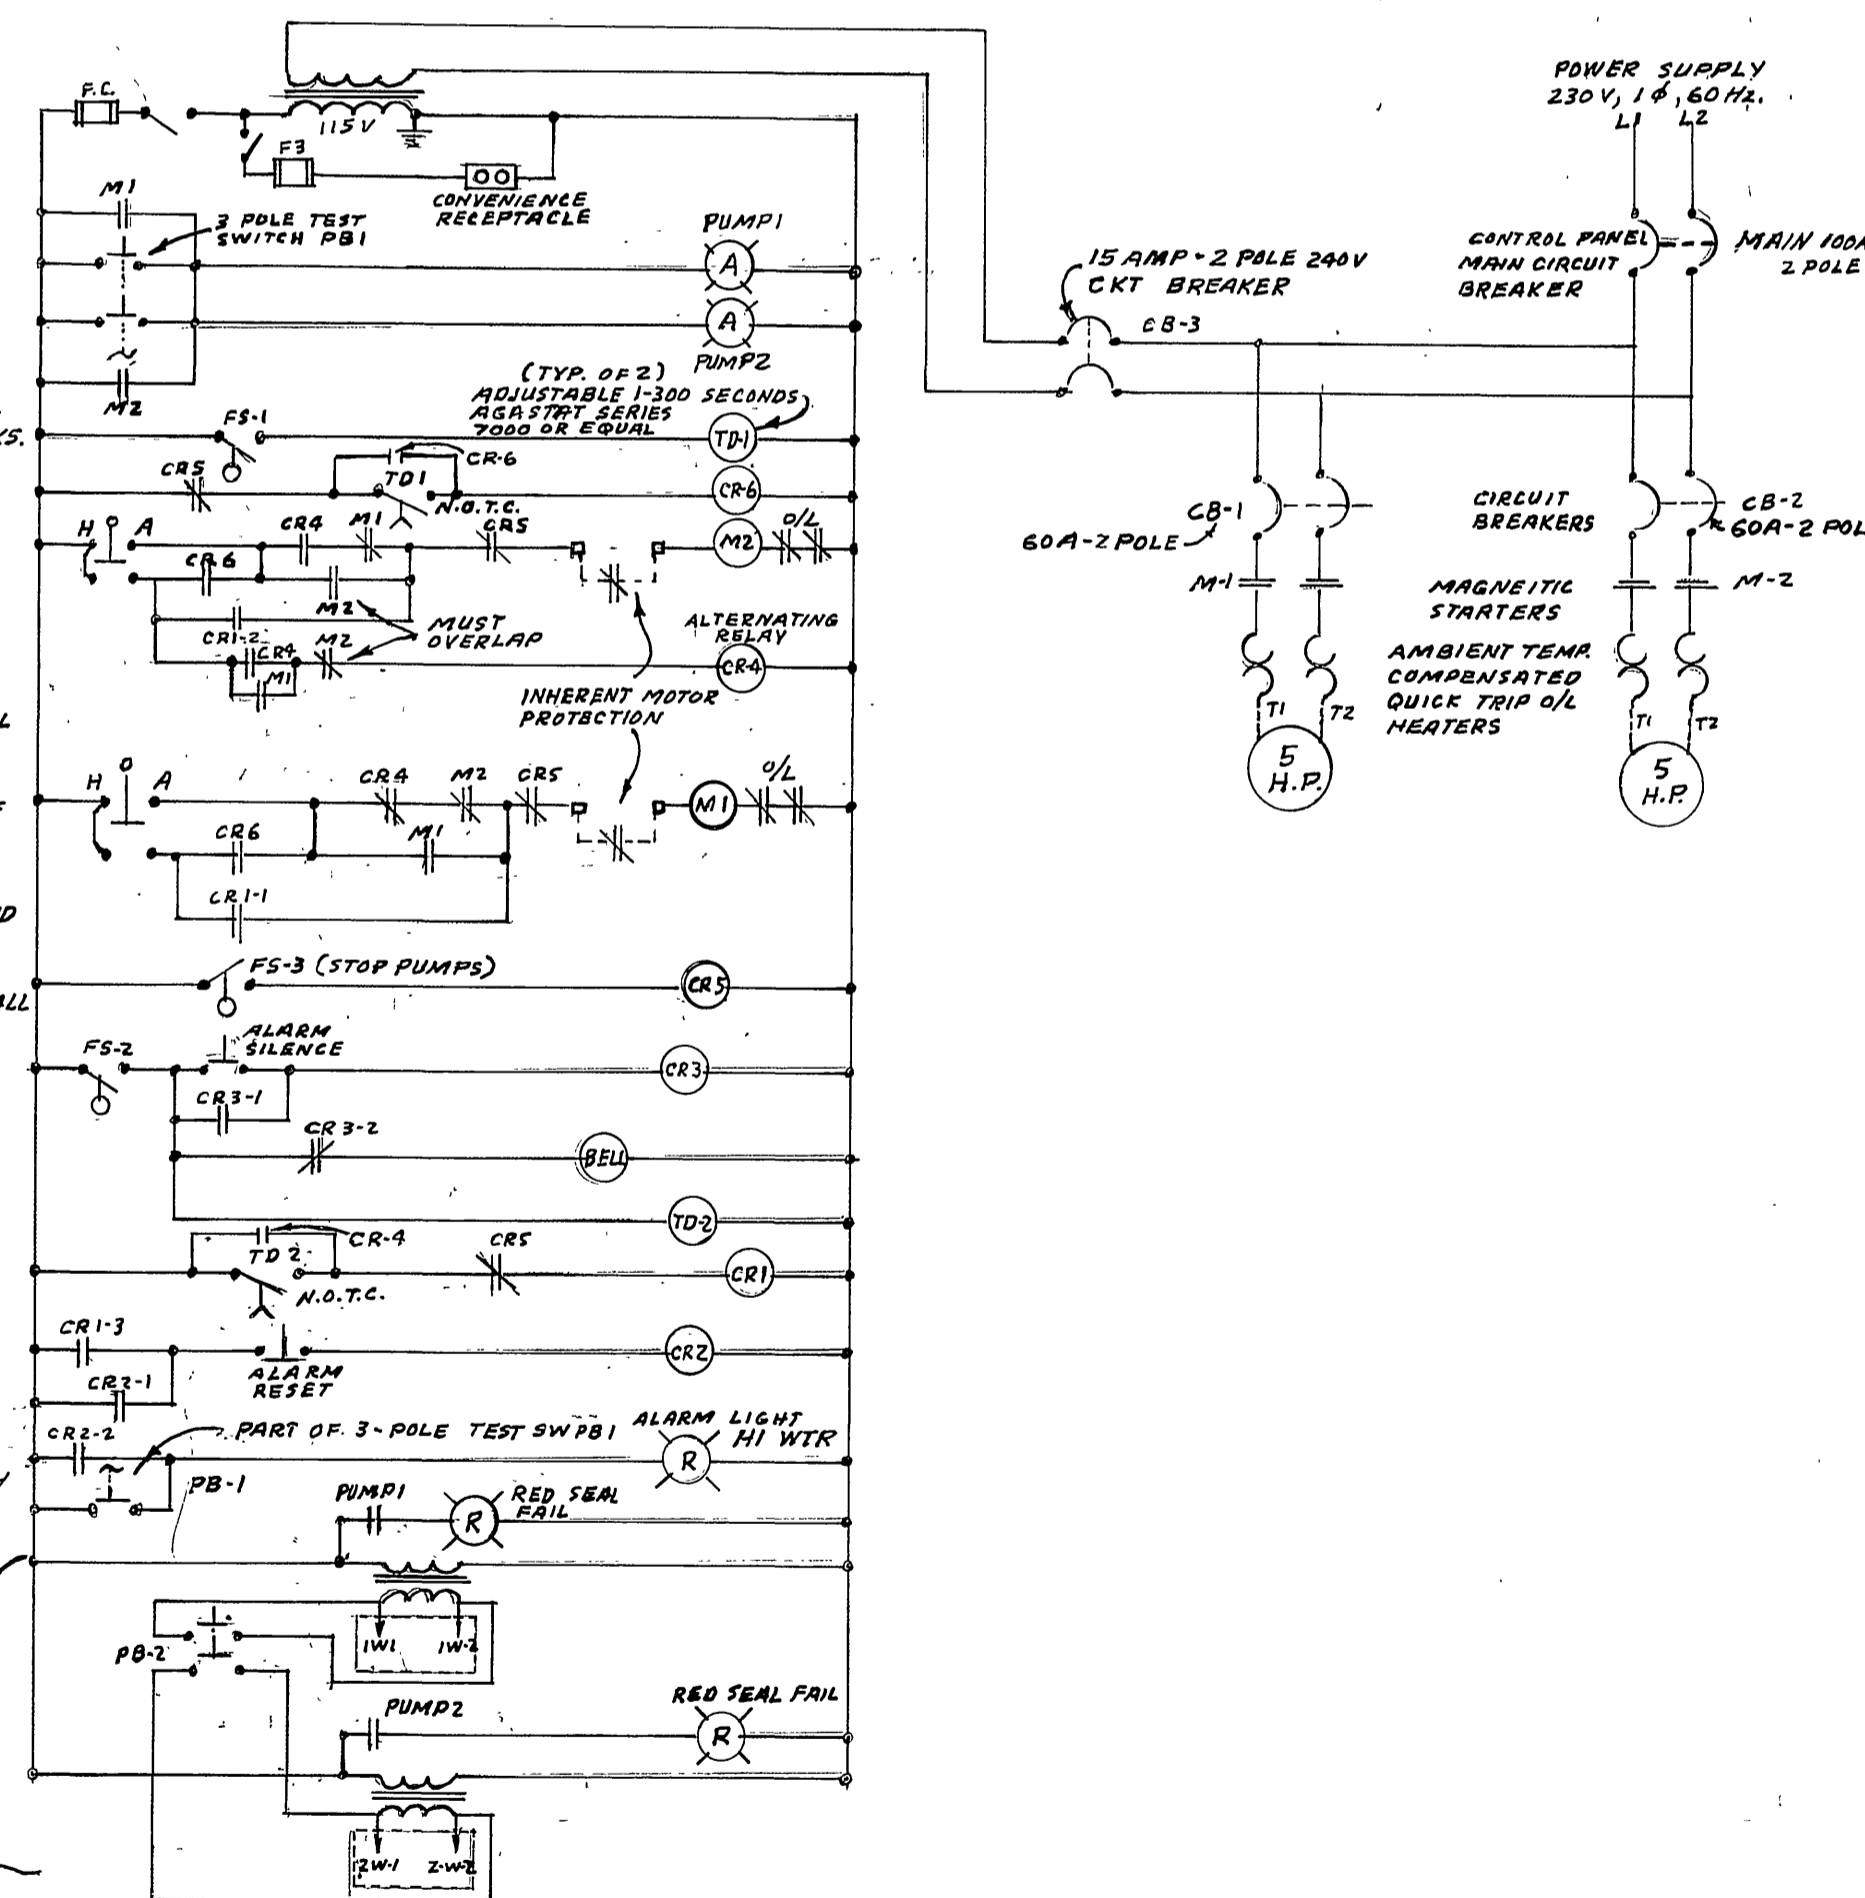 POWER SUPPLY
230V, 1ϕ, 60 HZ.
L1 L2
F.C.
115V
F3
CONVENIENCE
RECEPTACLE
M1
3 POLE TEST
SWITCH PB1
PUMP1
A
CONTROL PANEL
MAIN CIRCUIT
BREAKER
MAIN 100A
2 POLE
15 AMP - 2 POLE 240V
CKT BREAKER
CB-3
A
PUMP2
M2
(TYP. OF 2)
ADJUSTABLE 1-300 SECONDS
AGASTAT SERIES
7000 OR EQUAL
FS-1
TD-1
CR-6
CR5
TD1
N.O.T.C.
CR-6
H O A
CR4
M1
CR5
M2
O/L
CR6
M2
MUST
OVERLAP
CR1-2
CR4
M2
M1
ALTERNATING
RELAY
CR-4
INHERENT MOTOR
PROTECTION
CB-1
60A-2 POLE
CIRCUIT
BREAKERS
CB-2
60A-2 POL
M-1
MAGNEITIC
STARTERS
M-2
AMBIENT TEMP.
COMPENSATED
QUICK TRIP O/L
HEATERS
T1 T2
T1 T2
5
H.P.
5
H.P.
H O A
CR4
M2
CR5
M1
O/L
CR6
M1
CR1-1
FS-3 (STOP PUMPS)
CR5
ALL
FS-2
ALARM
SILENCE
CR3
CR3-1
CR3-2
BELL
TD-2
CR-4
TD2
N.O.T.C.
CR5
CR1
CR1-3
CR2
ALARM
RESET
CR2-1
CR2-2
PART OF 3-POLE TEST SW PB1
ALARM LIGHT
HI WTR
R
PB-1
PUMP1
R
RED SEAL
FAIL
PB-2
1W1 1W-2
PUMP2
RED SEAL FAIL
R
2W-1 2-W-2